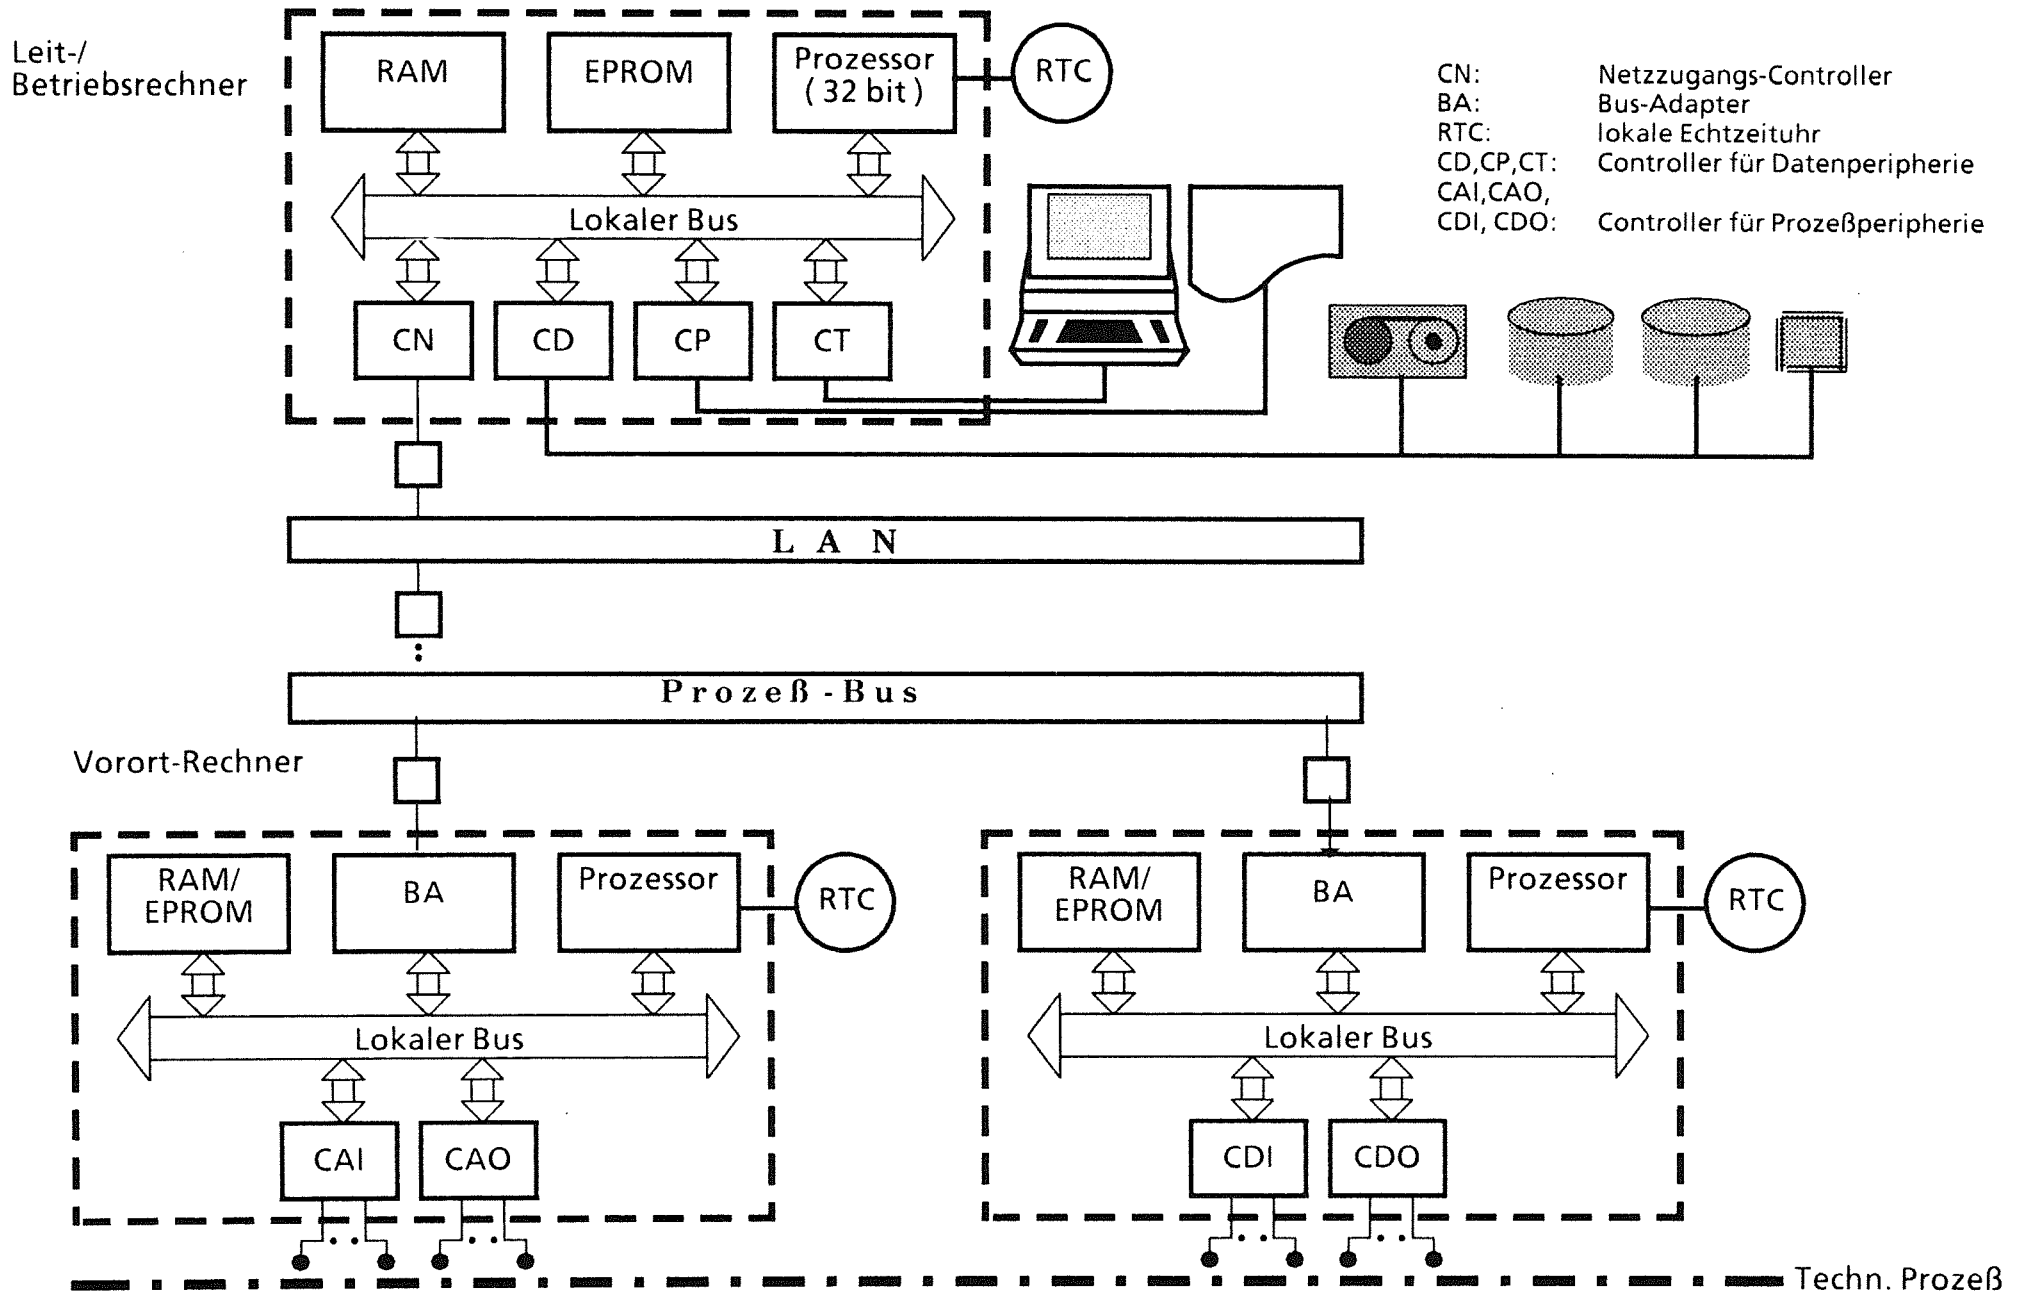 Leit-/
Betriebsrechner
RAM
EPROM
Prozessor
( 32 bit )
RTC
CN: Netzzugangs-Controller
BA: Bus-Adapter
RTC: lokale Echtzeituhr
CD,CP,CT: Controller für Datenperipherie
CAI,CAO,
CDI, CDO: Controller für Prozeßperipherie
Lokaler Bus
CN
CD
CP
CT
L A N
Prozeß-Bus
Vorort-Rechner
RAM/
EPROM
BA
Prozessor
RTC
RAM/
EPROM
BA
Prozessor
RTC
Lokaler Bus
Lokaler Bus
CAI
CAO
CDI
CDO
Techn. Prozeß